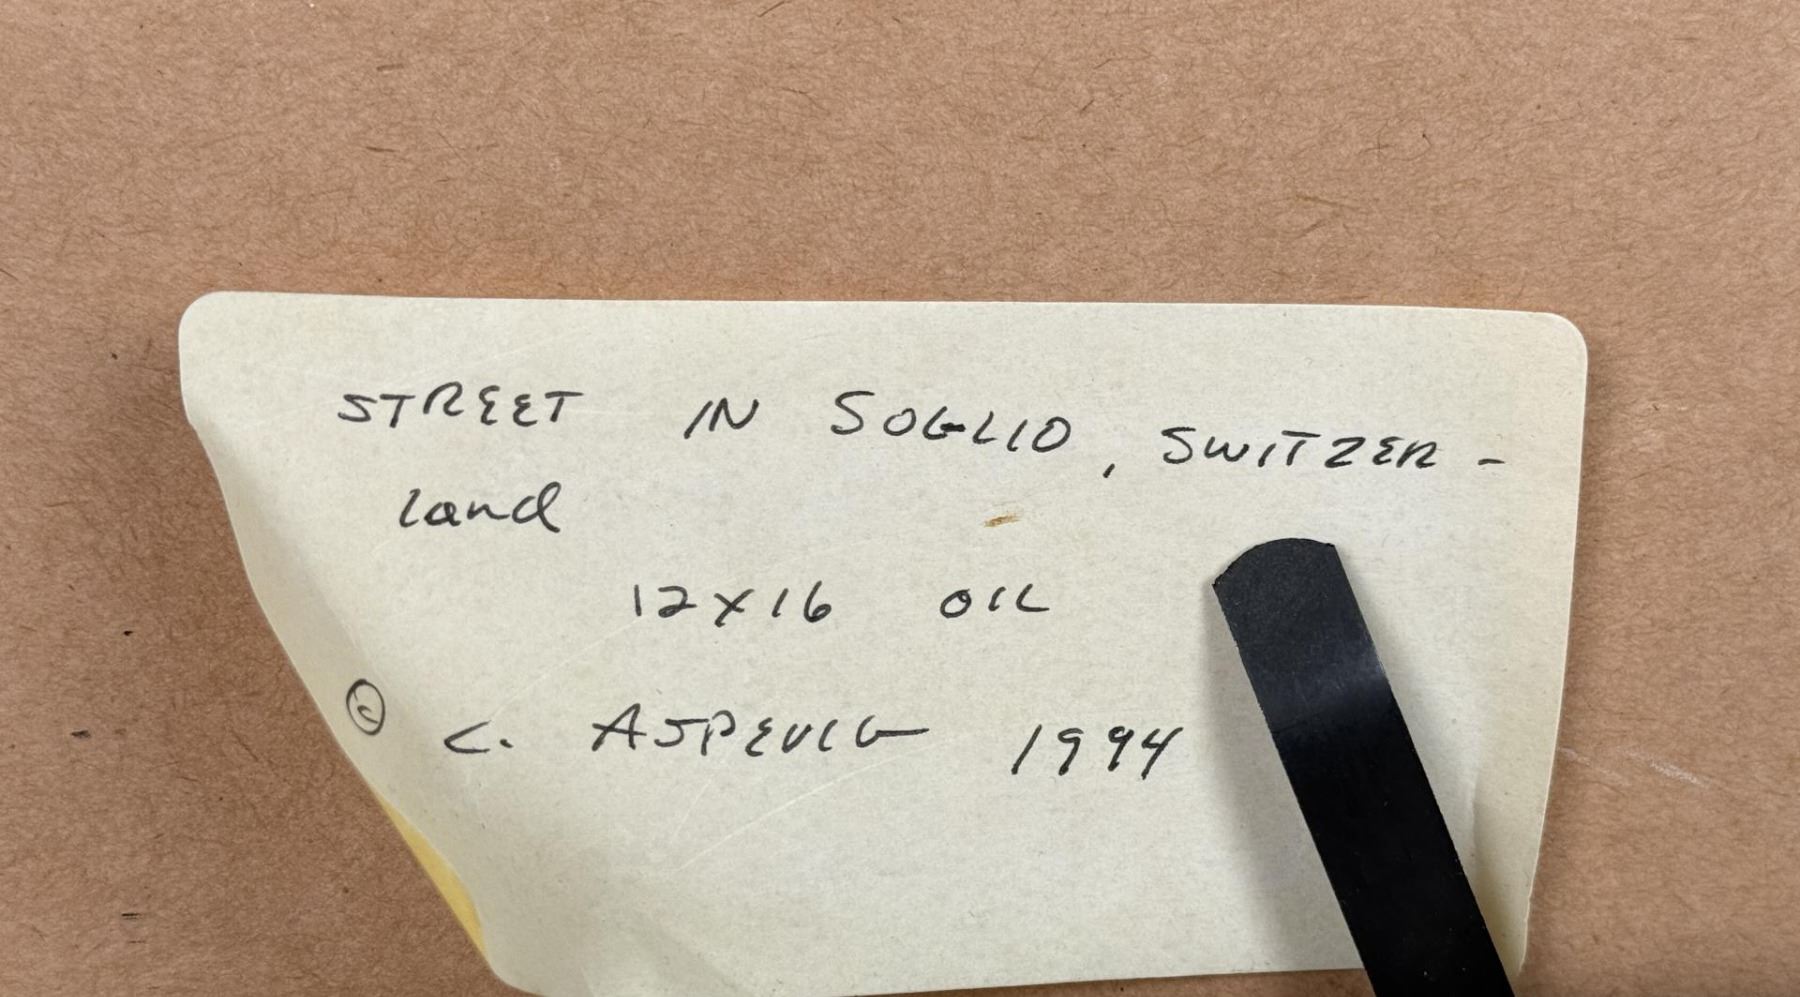 STREET IN SOGLIO, SWITZER-
land
12x16 OIL
© C. ASPEVIG 1994